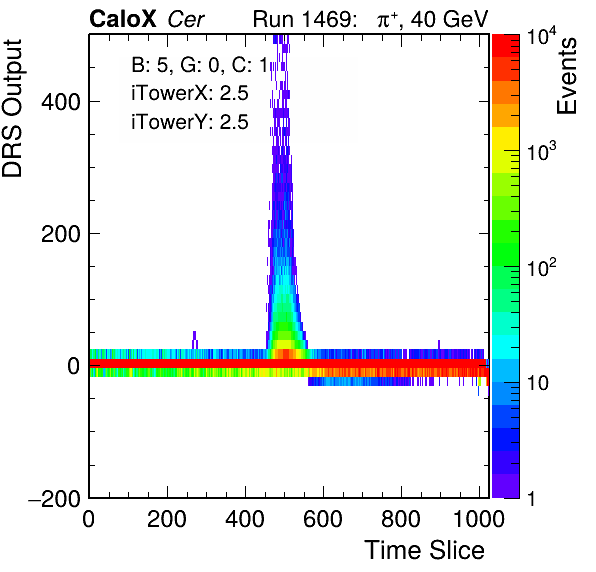 CaloX Cer Run 1469: π⁺, 40 GeV
B: 5, G: 0, C: 1
iTowerX: 2.5
iTowerY: 2.5
DRS Output
400
200
0
−200
0 200 400 600 800 1000
Time Slice
10⁴
10³
10²
10
1
Events